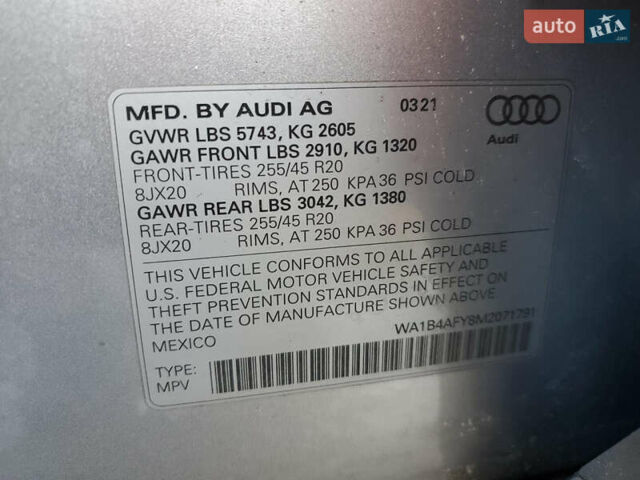 auto RIA.com
MFD. BY AUDI AG 03 21
GVWR LBS 5743, KG 2605
GAWR FRONT LBS 2910, KG 1320
FRONT-TIRES 255/45 R20
8JX20 RIMS, AT 250 KPA 36 PSI COLD
GAWR REAR LBS 3042, KG 1380
REAR-TIRES 255/45 R20
8JX20 RIMS, AT 250 KPA 36 PSI COLD
Audi
THIS VEHICLE CONFORMS TO ALL APPLICABLE
U.S. FEDERAL MOTOR VEHICLE SAFETY AND
THEFT PREVENTION STANDARDS IN EFFECT ON
THE DATE OF MANUFACTURE SHOWN ABOVE
MEXICO
WA1B4AFY8M2071791
TYPE:
MPV